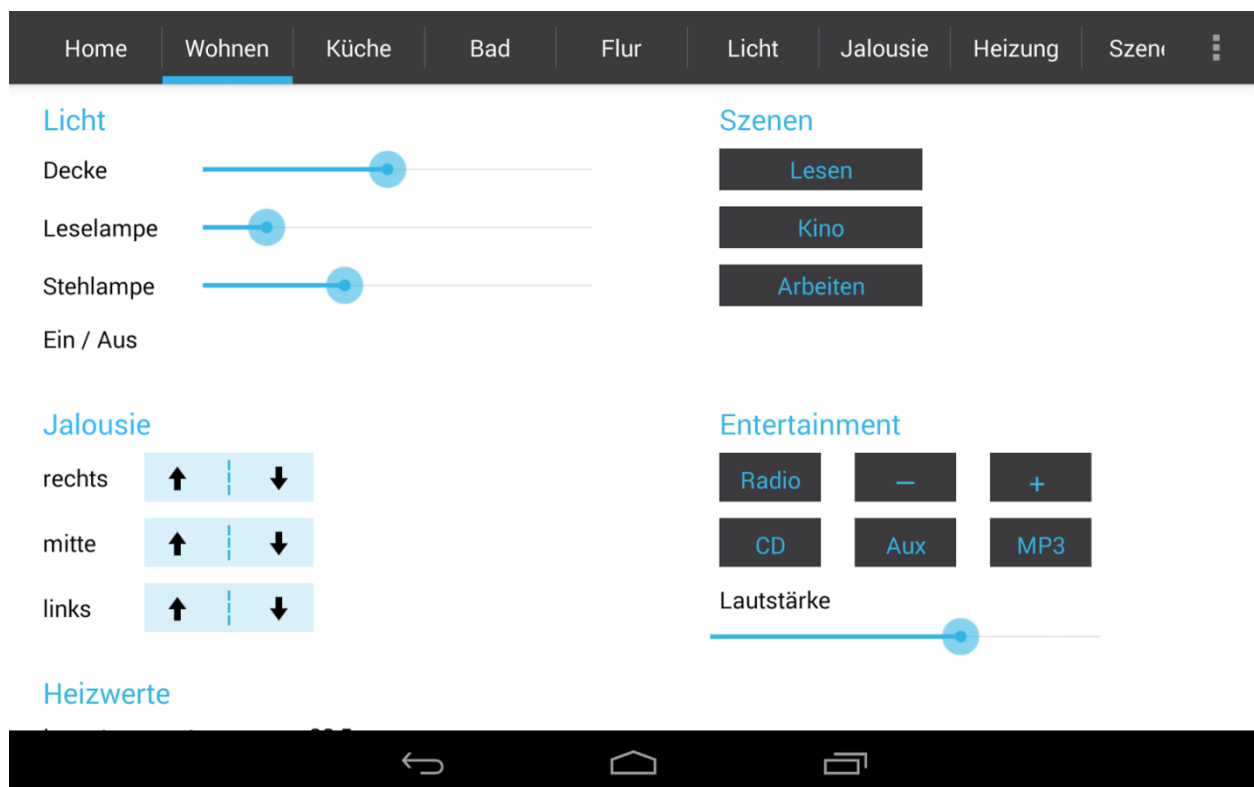 Home Wohnen Küche Bad Flur Licht Jalousie Heizung
Licht
Decke
Leselampe
Stehlampe
Ein / Aus
Szenen
Lesen
Kino
Arbeiten
Jalousie
rechts
mitte
links
Entertainment
Radio – +
CD Aux MP3
Lautstärke
Heizwerte